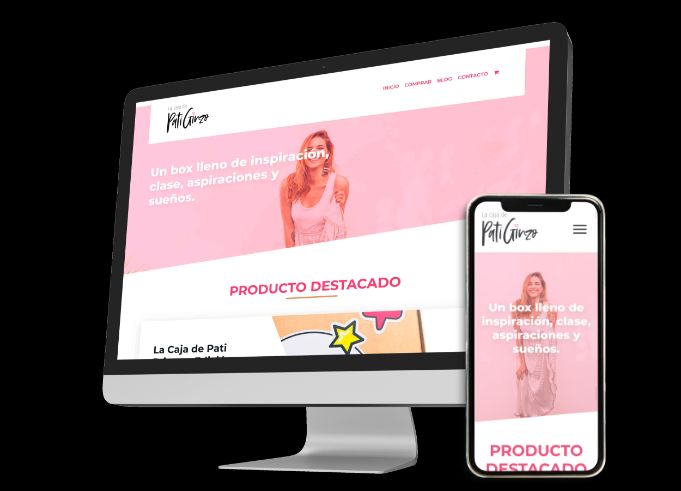 La caja de
Pati Ginzo
INICIO COMPRAR BLOG CONTACTO
Un box lleno de inspiración,
clase, aspiraciones y
sueños.
PRODUCTO DESTACADO
La Caja de Pati
La Caja de
Pati Ginzo
Un box lleno de
inspiración, clase,
aspiraciones y
sueños.
PRODUCTO
DESTACADO